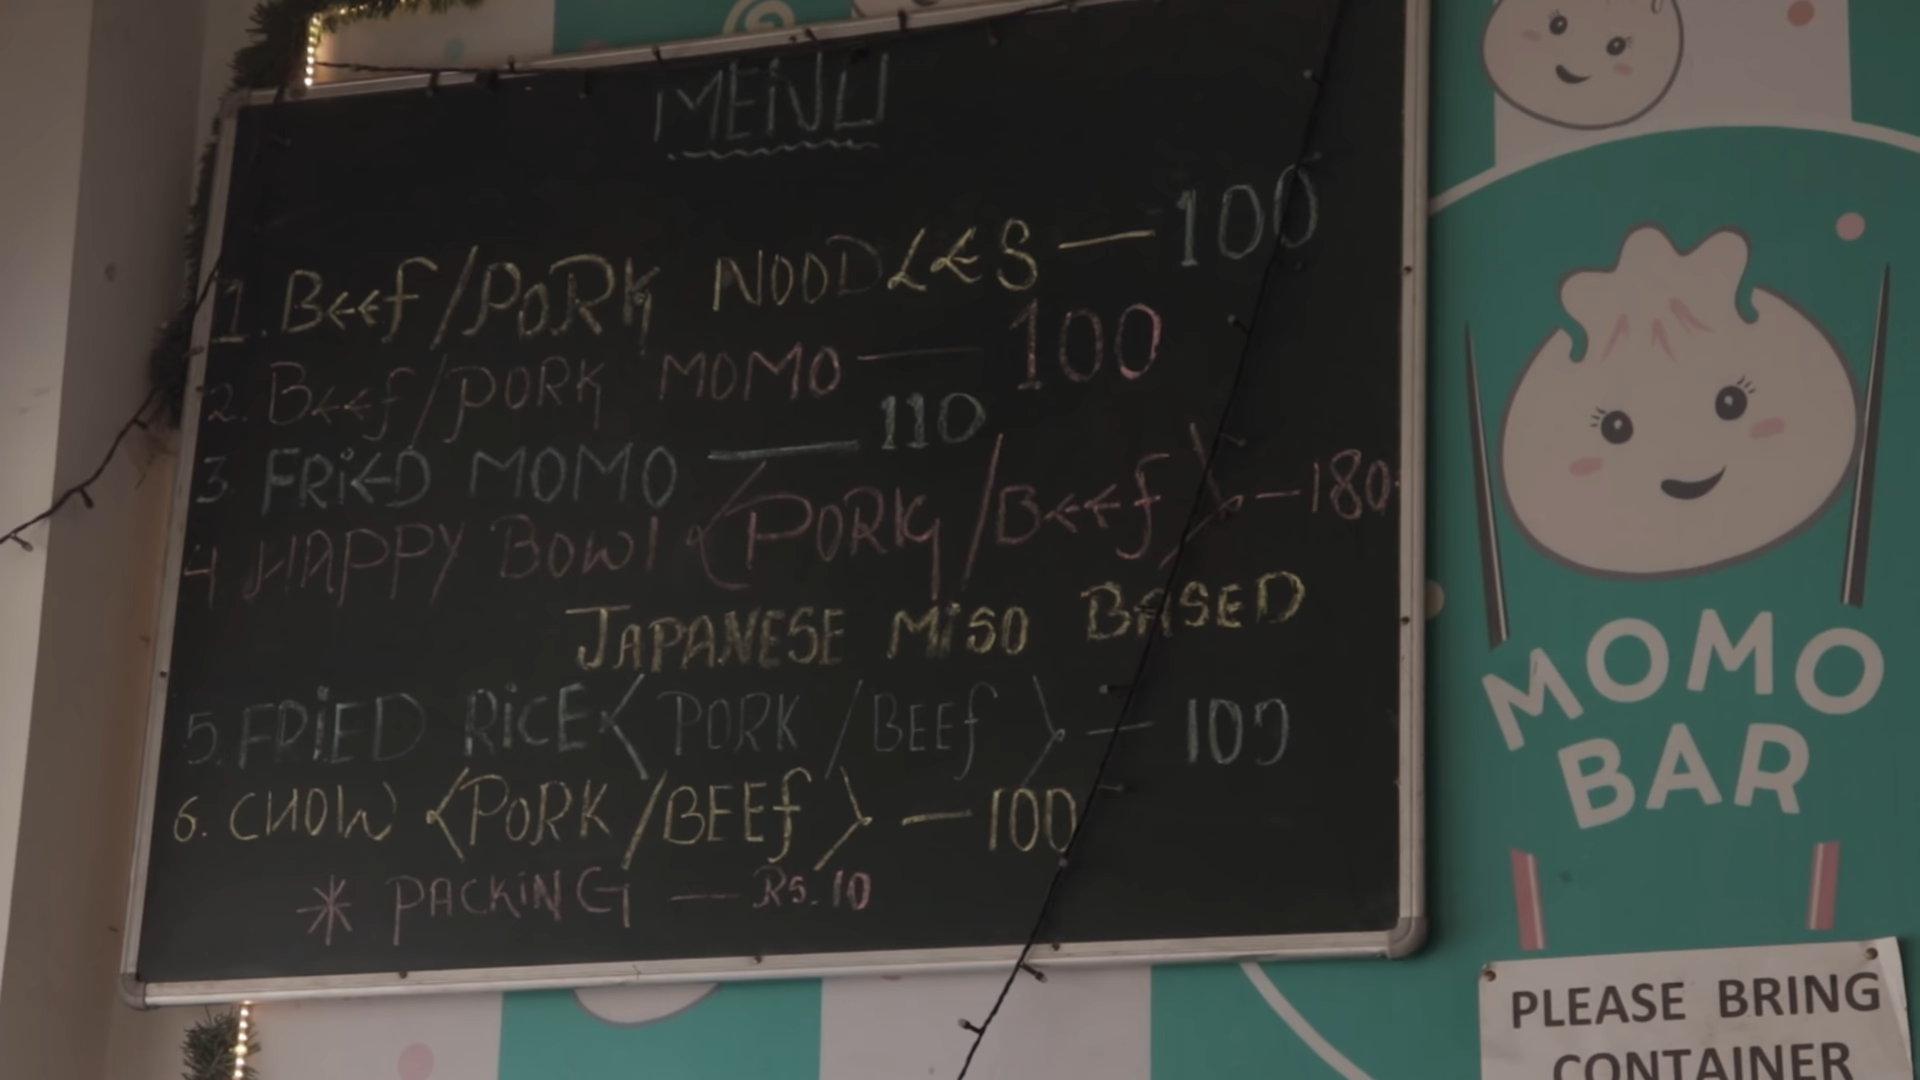 MENU
1. Beef/PORK NOODLES — 100
2. Beef/PORK MOMO — 100
3. FRiED MOMO — 110
4 HAPPY BOWl (PORK/Beef) — 180
JAPANESE MiSO BASED
5. FRiED RiCE (PORK/BEEf) — 100
6. CHOW (PORK/BEEf) — 100
* PACKiNG — RS. 10
MOMO
BAR
PLEASE BRING
CONTAINER